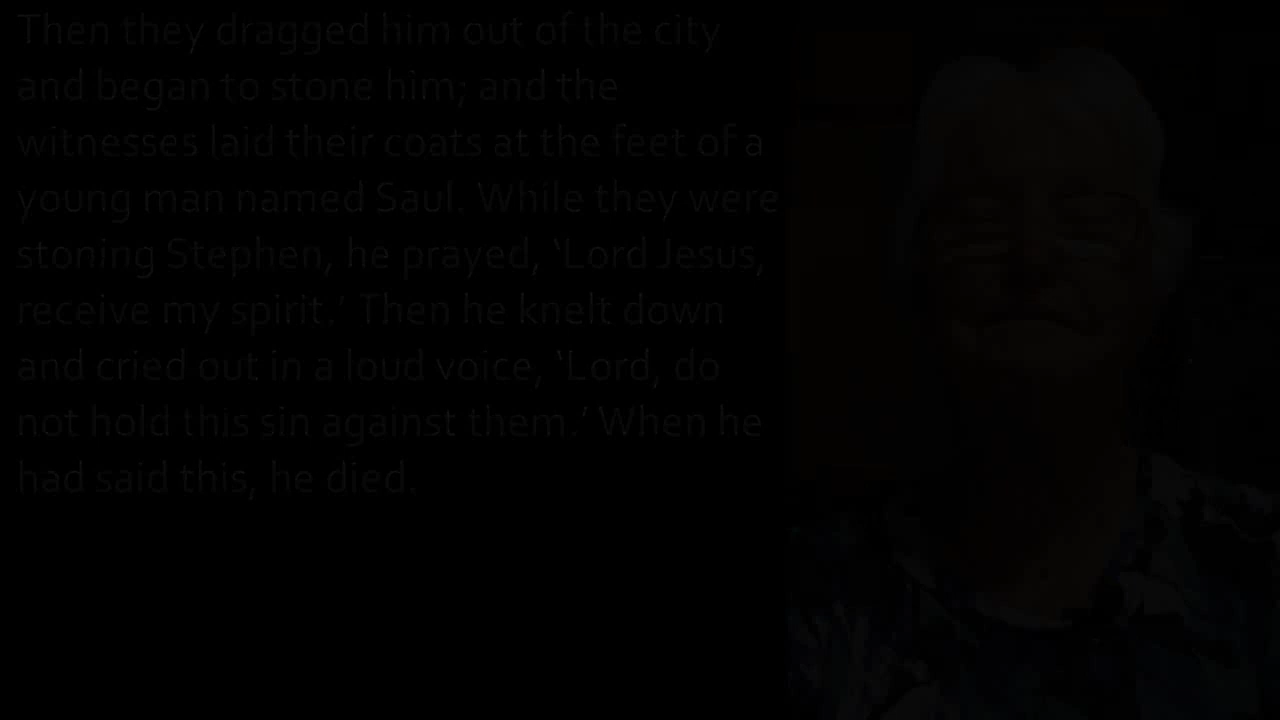 Then they dragged him out of the city
and began to stone him; and the
witnesses laid their coats at the feet of a
young man named Saul. While they were
stoning Stephen, he prayed, ‘Lord Jesus,
receive my spirit.’ Then he knelt down
and cried out in a loud voice, ‘Lord, do
not hold this sin against them.’ When he
had said this, he died.